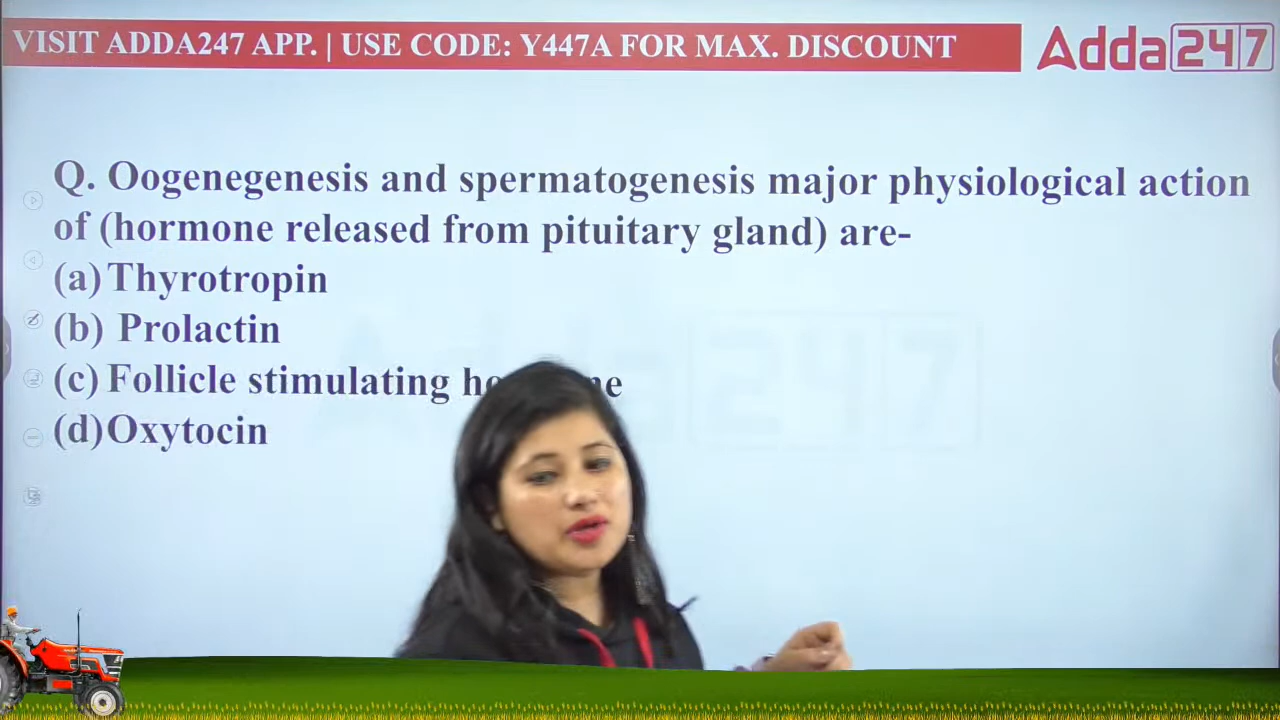 VISIT ADDA247 APP. | USE CODE: Y447A FOR MAX. DISCOUNT
Adda247
Q. Oogenegenesis and spermatogenesis major physiological action
of (hormone released from pituitary gland) are-
(a) Thyrotropin
(b) Prolactin
(c) Follicle stimulating
(d) Oxytocin